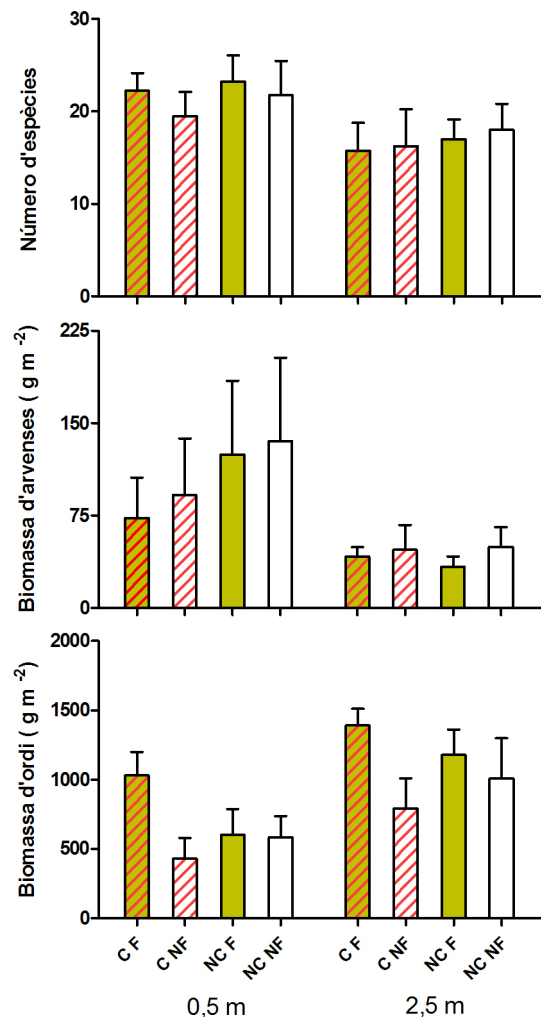 Número d'espècies
30
20
10
0
Biomassa d'arvenses ( g m -2)
225
150
75
0
Biomassa d'ordi ( g m -2)
2000
1500
1000
500
0
C F C NF NC F NC NF C F C NF NC F NC NF
0,5 m 2,5 m